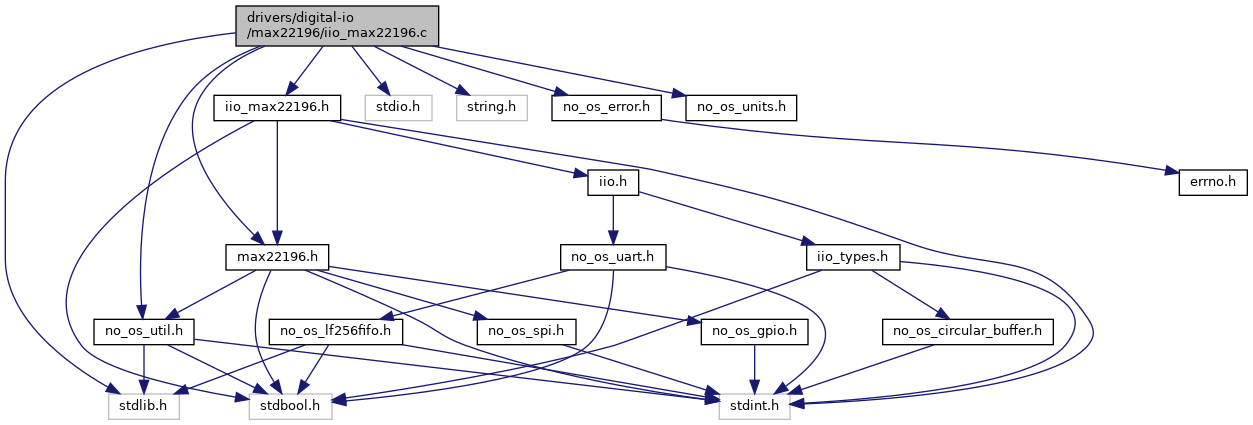 drivers/digital-io
/max22196/iio_max22196.c
iio_max22196.h
stdio.h
string.h
no_os_error.h
no_os_units.h
iio.h
errno.h
max22196.h
no_os_uart.h
iio_types.h
no_os_util.h
no_os_lf256fifo.h
no_os_spi.h
no_os_gpio.h
no_os_circular_buffer.h
stdlib.h
stdbool.h
stdint.h